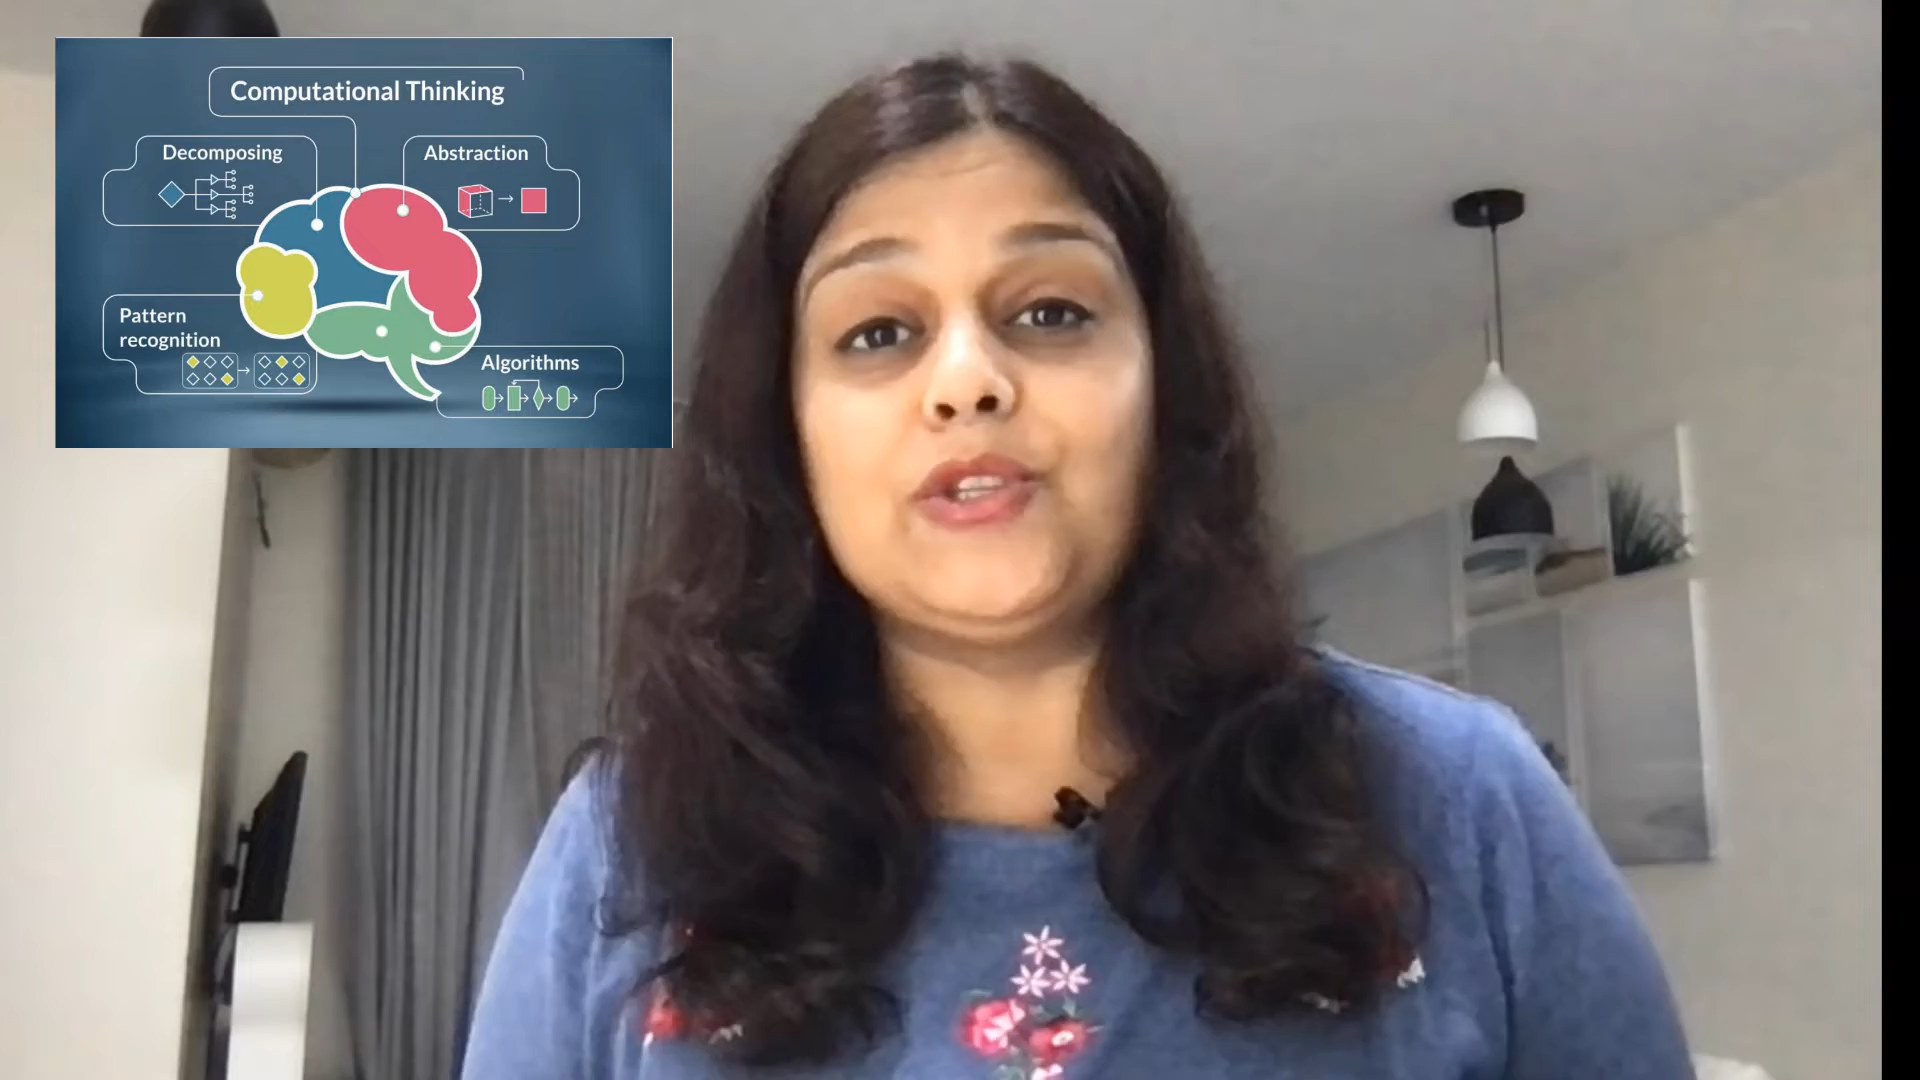 Computational Thinking
Decomposing
Abstraction
Pattern
recognition
Algorithms